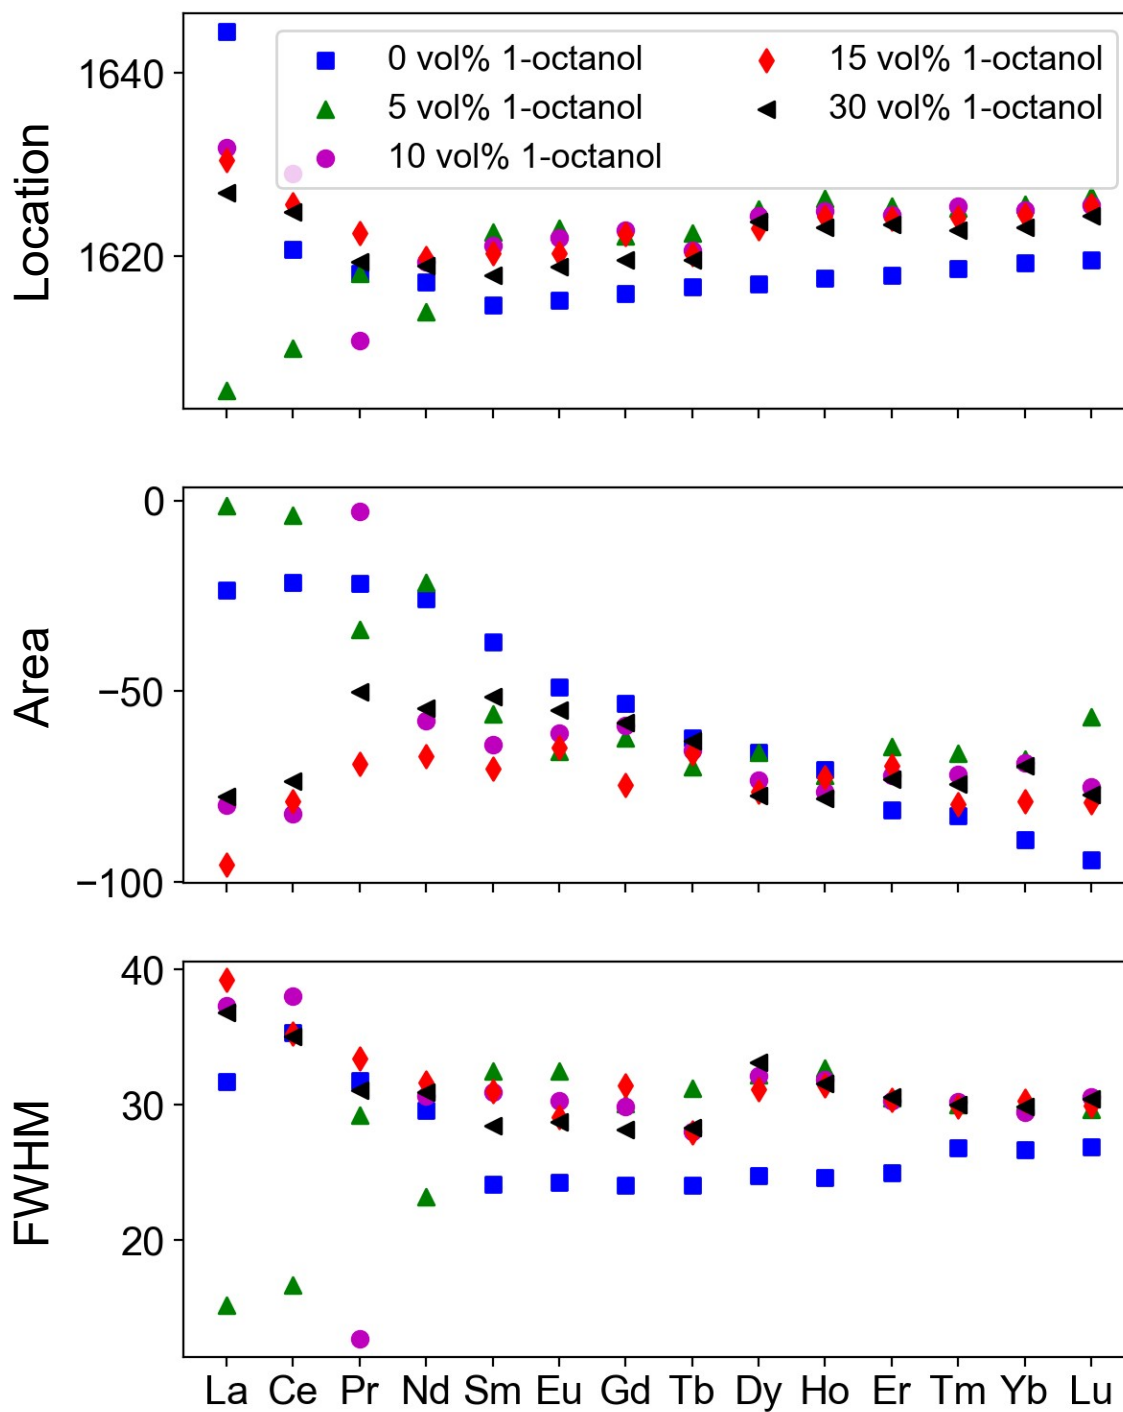 Location
1640
1620
0 vol% 1-octanol
5 vol% 1-octanol
10 vol% 1-octanol
15 vol% 1-octanol
30 vol% 1-octanol
Area
0
−50
−100
FWHM
40
30
20
La Ce Pr Nd Sm Eu Gd Tb Dy Ho Er Tm Yb Lu